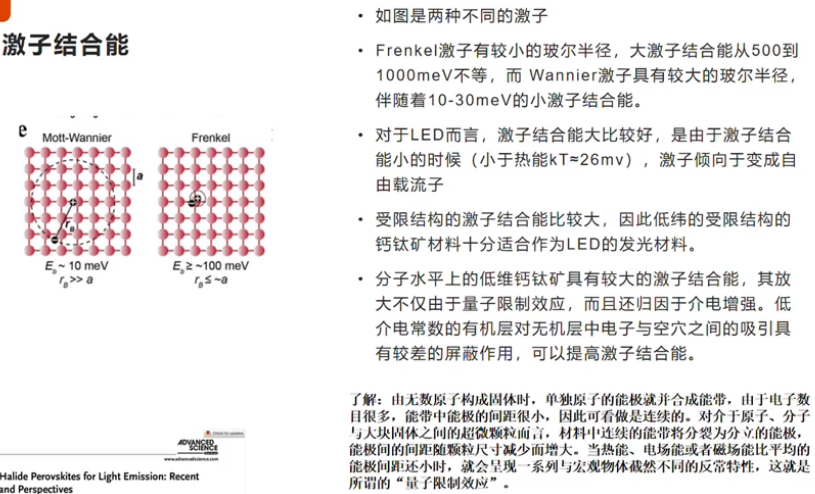 激子结合能
e
Mott-Wannier
Frenkel
a
r_B
E_b ~ 10 meV
r_B >> a
E_b ≥ ~100 meV
r_B ≤ ~a
Check for updates
ADVANCED
SCIENCE
www.advancedscience.com
Halide Perovskites for Light Emission: Recent
and Perspectives
• 如图是两种不同的激子
• Frenkel激子有较小的玻尔半径，大激子结合能从500到
1000meV不等，而 Wannier激子具有较大的玻尔半径，
伴随着10-30meV的小激子结合能。
• 对于LED而言，激子结合能大比较好，是由于激子结合
能小的时候（小于热能kT≈26mv），激子倾向于变成自
由载流子
• 受限结构的激子结合能比较大，因此低纬的受限结构的
钙钛矿材料十分适合作为LED的发光材料。
• 分子水平上的低维钙钛矿具有较大的激子结合能，其放
大不仅由于量子限制效应，而且还归因于介电增强。低
介电常数的有机层对无机层中电子与空穴之间的吸引具
有较差的屏蔽作用，可以提高激子结合能。
了解：由无数原子构成固体时，单独原子的能极就并合成能带，由于电子数
目很多，能带中能极的间距很小，因此可看做是连续的。对介于原子、分子
与大块固体之间的超微颗粒而言，材料中连续的能带将分裂为分立的能极，
能极间的间距随颗粒尺寸减少而增大。当热能、电场能或者磁场能比平均的
能极间距还小时，就会呈现一系列与宏观物体截然不同的反常特性，这就是
所谓的“量子限制效应”。